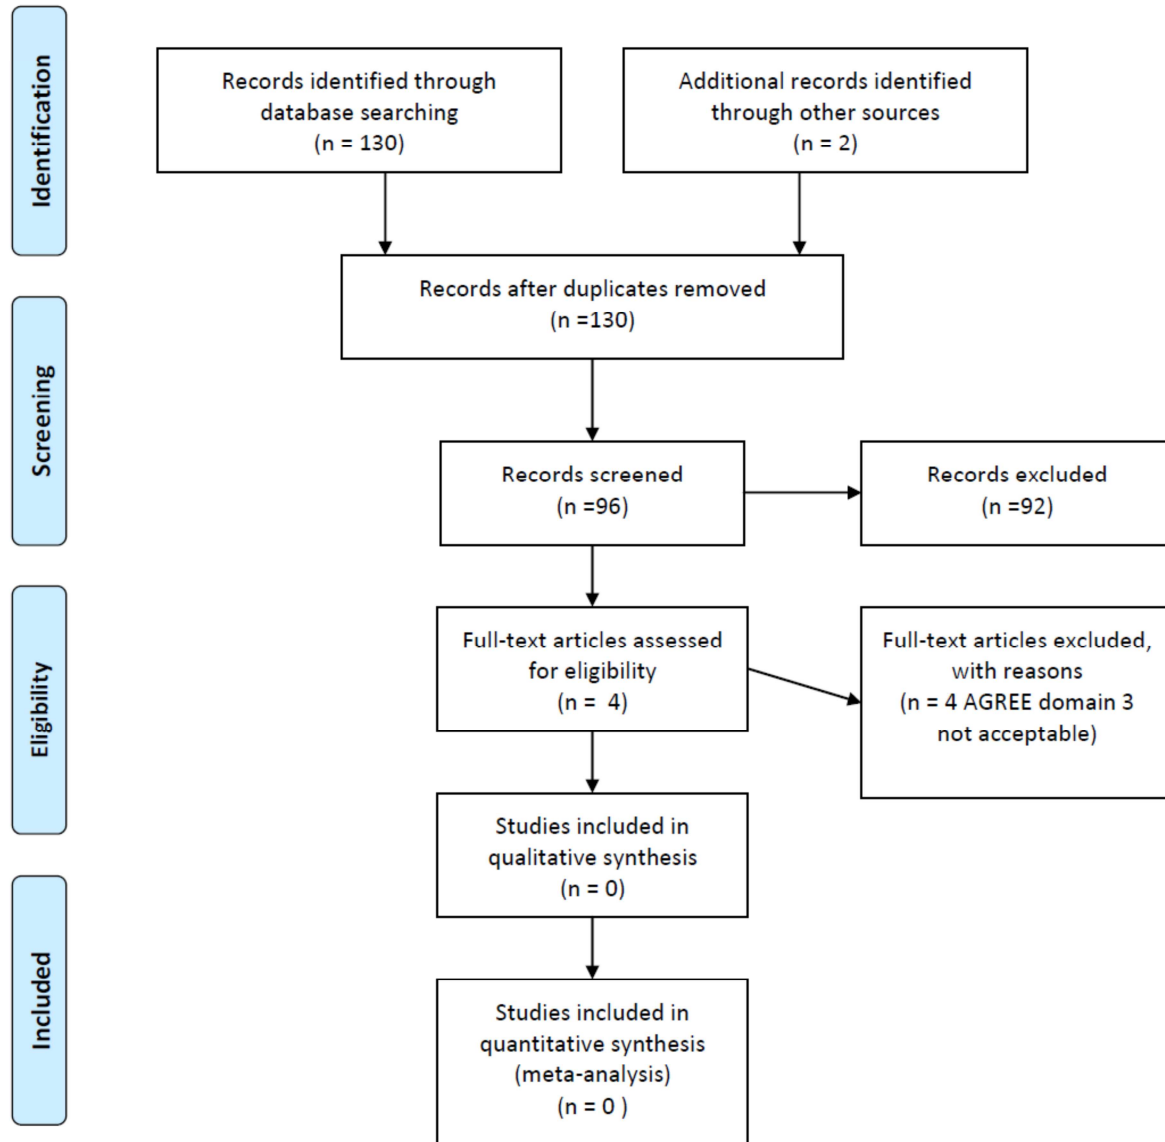 Identification
Records identified through
database searching
(n = 130)
Additional records identified
through other sources
(n = 2)
Records after duplicates removed
(n =130)
Screening
Records screened
(n =96)
Records excluded
(n =92)
Eligibility
Full-text articles assessed
for eligibility
(n =  4)
Full-text articles excluded,
with reasons
(n = 4 AGREE domain 3
not acceptable)
Studies included in
qualitative synthesis
(n = 0)
Included
Studies included in
quantitative synthesis
(meta-analysis)
(n = 0 )